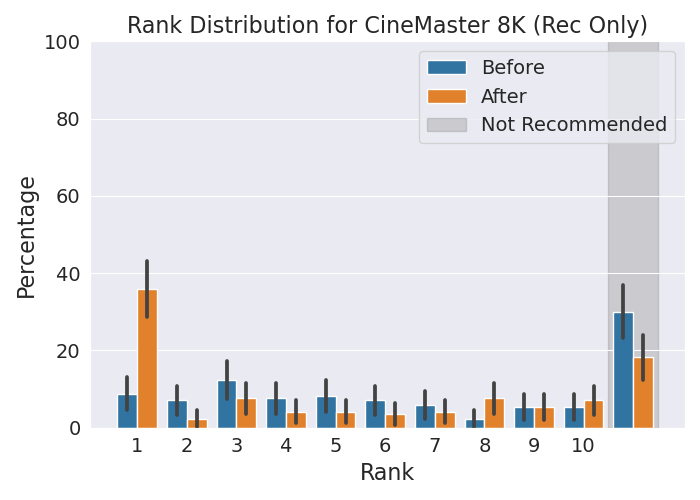 Rank Distribution for CineMaster 8K (Rec Only)
100
80
60
40
20
0
Percentage
Before
After
Not Recommended
1 2 3 4 5 6 7 8 9 10
Rank